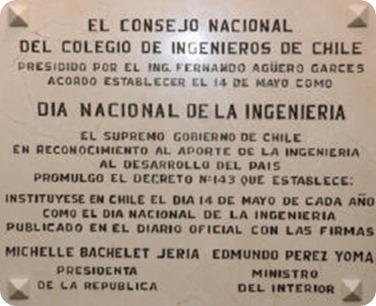 EL CONSEJO NACIONAL
DEL COLEGIO DE INGENIEROS DE CHILE
PRESIDIDO POR EL ING. FERNANDO AGÜERO GARCES
ACORDO ESTABLECER EL 14 DE MAYO COMO
DIA NACIONAL DE LA INGENIERIA
EL SUPREMO GOBIERNO DE CHILE
EN RECONOCIMIENTO AL APORTE DE LA INGENIERIA
AL DESARROLLO DEL PAIS
PROMULGO EL DECRETO Nº143 QUE ESTABLECE:
INSTITUYESE EN CHILE EL DIA 14 DE MAYO DE CADA AÑO
COMO EL DIA NACIONAL DE LA INGENIERIA
PUBLICADO EN EL DIARIO OFICIAL CON LAS FIRMAS
MICHELLE BACHELET JERIA EDMUNDO PEREZ YOMA
PRESIDENTA MINISTRO
DE LA REPUBLICA DEL INTERIOR